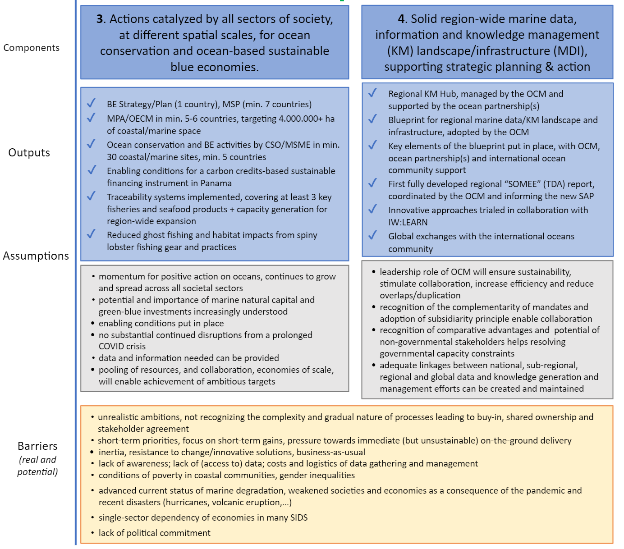 Components
3. Actions catalyzed by all sectors of society,
at different spatial scales, for ocean
conservation and ocean-based sustainable
blue economies.
4. Solid region-wide marine data,
information and knowledge management
(KM) landscape/infrastructure (MDI),
supporting strategic planning & action
Outputs
✓ BE Strategy/Plan (1 country), MSP (min. 7 countries)
✓ MPA/OECM in min. 5-6 countries, targeting 4.000.000+ ha
of coastal/marine space
✓ Ocean conservation and BE activities by CSO/MSME in min.
30 coastal/marine sites, min. 5 countries
✓ Enabling conditions for a carbon credits-based sustainable
financing instrument in Panama
✓ Traceability systems implemented, covering at least 3 key
fisheries and seafood products + capacity generation for
region-wide expansion
✓ Reduced ghost fishing and habitat impacts from spiny
lobster fishing gear and practices
✓ Regional KM Hub, managed by the OCM and
supported by the ocean partnership(s)
✓ Blueprint for regional marine data/KM landscape and
infrastructure, adopted by the OCM
✓ Key elements of the blueprint put in place, with OCM,
ocean partnership(s) and international ocean
community support
✓ First fully developed regional “SOMEE” (TDA) report,
coordinated by the OCM and informing the new SAP
✓ Innovative approaches trialed in collaboration with
IW:LEARN
✓ Global exchanges with the international oceans
community
Assumptions
• momentum for positive action on oceans, continues to grow
and spread across all societal sectors
• potential and importance of marine natural capital and
green-blue investments increasingly understood
• enabling conditions put in place
• no substantial continued disruptions from a prolonged
COVID crisis
• data and information needed can be provided
• pooling of resources, and collaboration, economies of scale,
will enable achievement of ambitious targets
• leadership role of OCM will ensure sustainability,
stimulate collaboration, increase efficiency and reduce
overlaps/duplication
• recognition of the complementarity of mandates and
adoption of subsidiarity principle enable collaboration
• recognition of comparative advantages and potential of
non-governmental stakeholders helps resolving
governmental capacity constraints
• adequate linkages between national, sub-regional,
regional and global data and knowledge generation and
management efforts can be created and maintained
Barriers
(real and
potential)
• unrealistic ambitions, not recognizing the complexity and gradual nature of processes leading to buy-in, shared ownership and
stakeholder agreement
• short-term priorities, focus on short-term gains, pressure towards immediate (but unsustainable) on-the-ground delivery
• inertia, resistance to change/innovative solutions, business-as-usual
• lack of awareness; lack of (access to) data; costs and logistics of data gathering and management
• conditions of poverty in coastal communities, gender inequalities
• advanced current status of marine degradation, weakened societies and economies as a consequence of the pandemic and
recent disasters (hurricanes, volcanic eruption,...)
• single-sector dependency of economies in many SIDS
• lack of political commitment